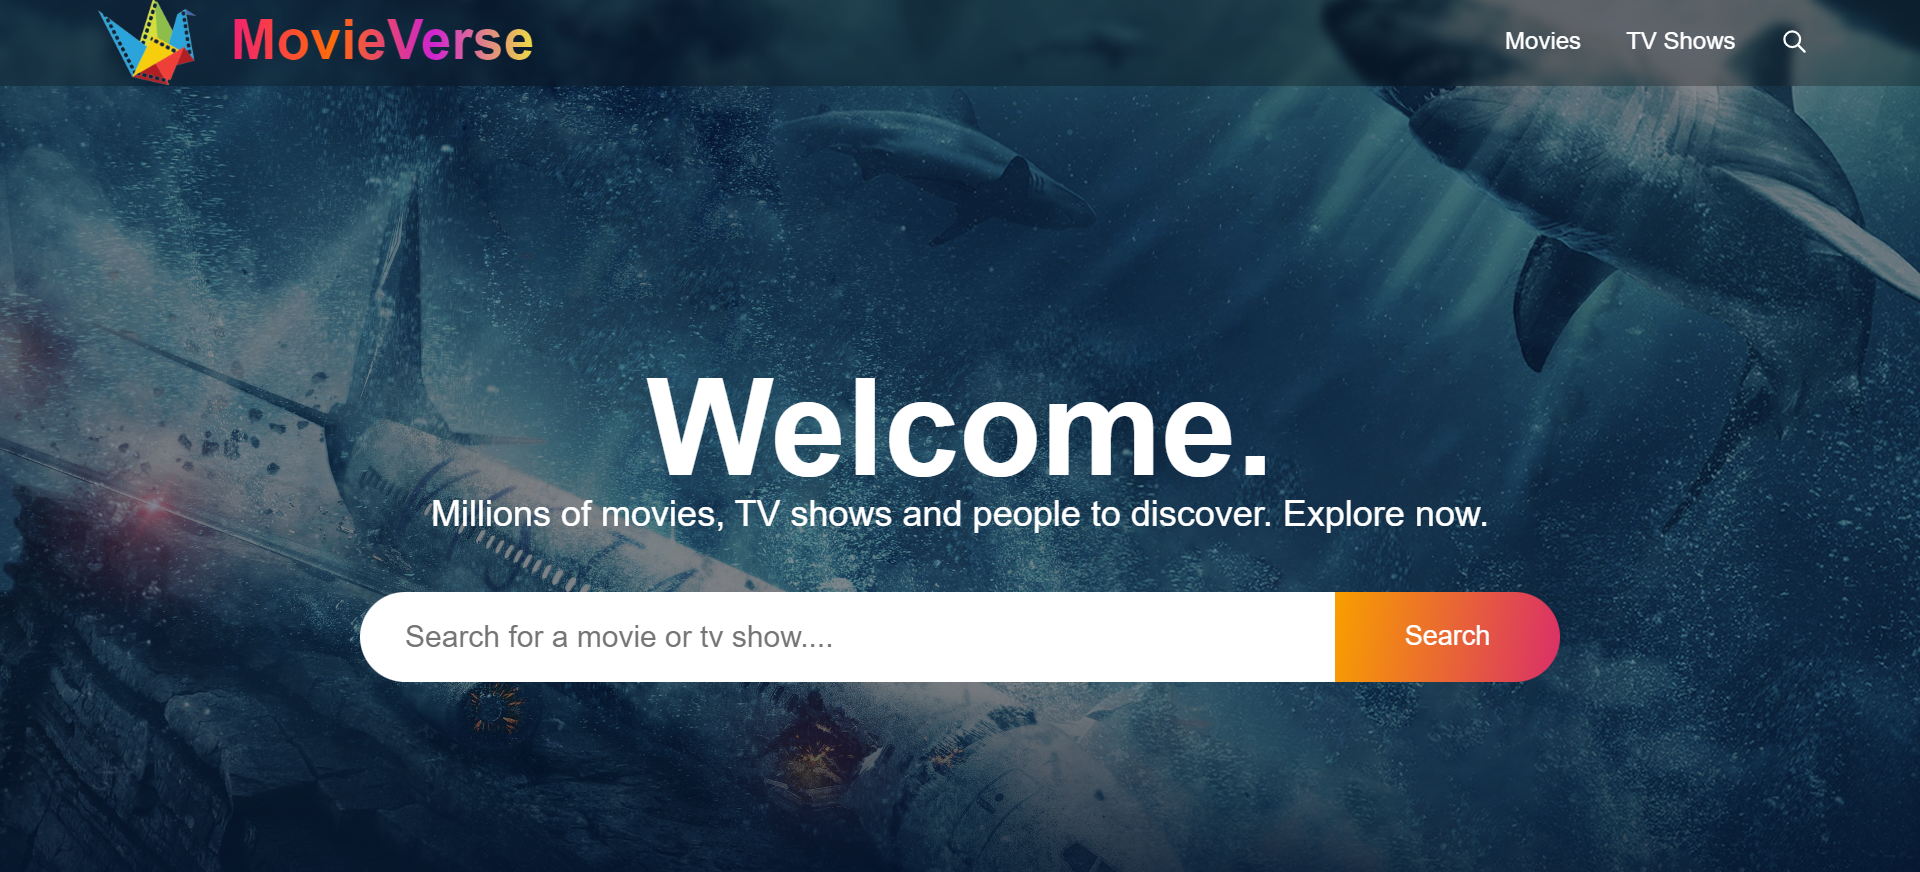 MovieVerse
Movies
TV Shows
Welcome.
Millions of movies, TV shows and people to discover. Explore now.
Search for a movie or tv show....
Search